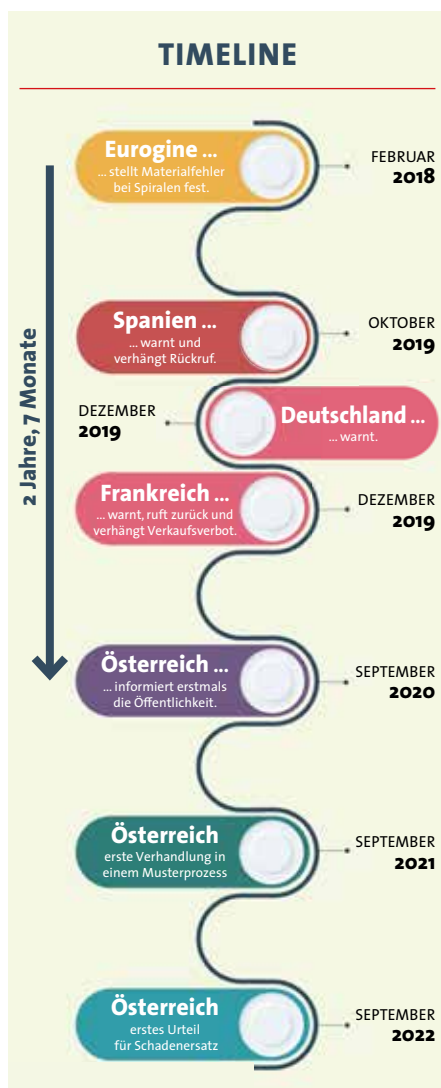 TIMELINE
Eurogine ...
... stellt Materialfehler
bei Spiralen fest.
FEBRUAR
2018
2 Jahre, 7 Monate
Spanien ...
... warnt und
verhängt Rückruf.
OKTOBER
2019
DEZEMBER
2019
Deutschland ...
... warnt.
Frankreich ...
... warnt, ruft zurück und
verhängt Verkaufsverbot.
DEZEMBER
2019
Österreich ...
... informiert erstmals
die Öffentlichkeit.
SEPTEMBER
2020
Österreich
erste Verhandlung in
einem Musterprozess
SEPTEMBER
2021
Österreich
erstes Urteil
für Schadenersatz
SEPTEMBER
2022